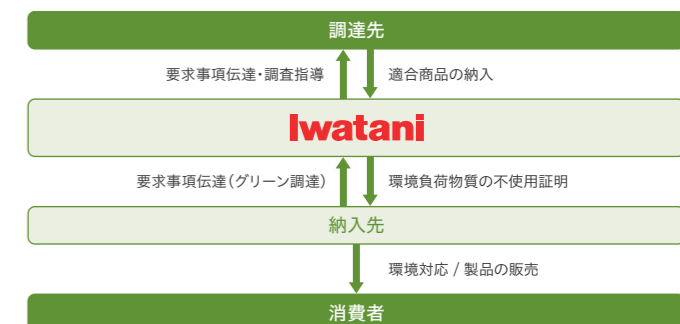 調達先
要求事項伝達・調査指導
適合商品の納入
Iwatani
要求事項伝達(グリーン調達)
環境負荷物質の不使用証明
納入先
環境対応 / 製品の販売
消費者